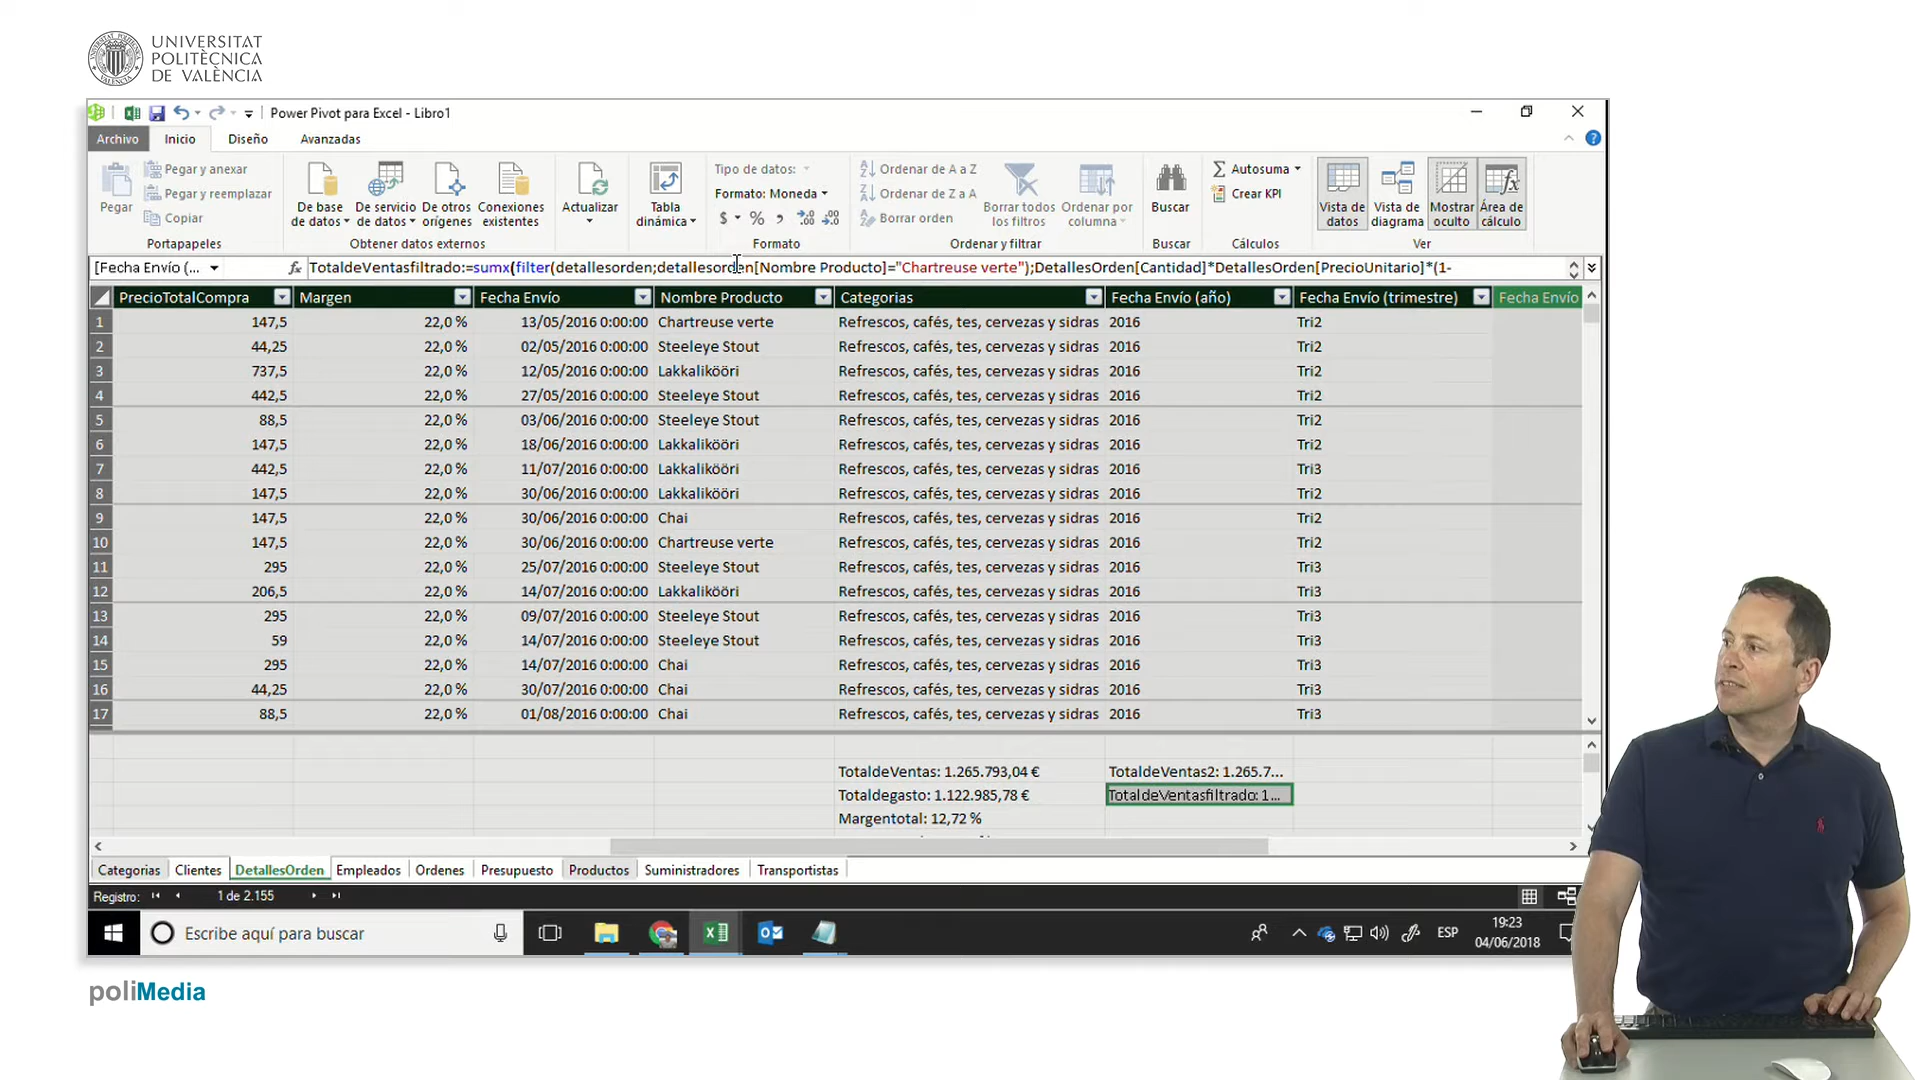 UNIVERSITAT
POLITÈCNICA
DE VALÈNCIA
Power Pivot para Excel - Libro1
Archivo Inicio Diseño Avanzadas
Pegar
Pegar y anexar
Pegar y reemplazar
Copiar
Portapapeles
De base de datos
De servicio de datos
De otros orígenes
Conexiones existentes
Obtener datos externos
Actualizar
Tabla dinámica
Tipo de datos:
Formato: Moneda
$ %
Formato
Ordenar de A a Z
Ordenar de Z a A
Borrar orden
Borrar todos los filtros
Ordenar por columna
Ordenar y filtrar
Buscar
Buscar
Autosuma
Crear KPI
Cálculos
Vista de datos
Vista de diagrama
Mostrar oculto
Área de cálculo
Ver
[Fecha Envío (... fx TotaldeVentasfiltrado:=sumx(filter(detallesorden;detallesorden[Nombre Producto]="Chartreuse verte");DetallesOrden[Cantidad]*DetallesOrden[PrecioUnitario]*(1-
PrecioTotalCompra Margen Fecha Envío Nombre Producto Categorias Fecha Envío (año) Fecha Envío (trimestre) Fecha Envío
1 147,5 22,0 % 13/05/2016 0:00:00 Chartreuse verte Refrescos, cafés, tes, cervezas y sidras 2016 Tri2
2 44,25 22,0 % 02/05/2016 0:00:00 Steeleye Stout Refrescos, cafés, tes, cervezas y sidras 2016 Tri2
3 737,5 22,0 % 12/05/2016 0:00:00 Lakkalikööri Refrescos, cafés, tes, cervezas y sidras 2016 Tri2
4 442,5 22,0 % 27/05/2016 0:00:00 Steeleye Stout Refrescos, cafés, tes, cervezas y sidras 2016 Tri2
5 88,5 22,0 % 03/06/2016 0:00:00 Steeleye Stout Refrescos, cafés, tes, cervezas y sidras 2016 Tri2
6 147,5 22,0 % 18/06/2016 0:00:00 Lakkalikööri Refrescos, cafés, tes, cervezas y sidras 2016 Tri2
7 442,5 22,0 % 11/07/2016 0:00:00 Lakkalikööri Refrescos, cafés, tes, cervezas y sidras 2016 Tri3
8 147,5 22,0 % 30/06/2016 0:00:00 Lakkalikööri Refrescos, cafés, tes, cervezas y sidras 2016 Tri2
9 147,5 22,0 % 30/06/2016 0:00:00 Chai Refrescos, cafés, tes, cervezas y sidras 2016 Tri2
10 147,5 22,0 % 30/06/2016 0:00:00 Chartreuse verte Refrescos, cafés, tes, cervezas y sidras 2016 Tri2
11 295 22,0 % 25/07/2016 0:00:00 Steeleye Stout Refrescos, cafés, tes, cervezas y sidras 2016 Tri3
12 206,5 22,0 % 14/07/2016 0:00:00 Lakkalikööri Refrescos, cafés, tes, cervezas y sidras 2016 Tri3
13 295 22,0 % 09/07/2016 0:00:00 Steeleye Stout Refrescos, cafés, tes, cervezas y sidras 2016 Tri3
14 59 22,0 % 14/07/2016 0:00:00 Steeleye Stout Refrescos, cafés, tes, cervezas y sidras 2016 Tri3
15 295 22,0 % 14/07/2016 0:00:00 Chai Refrescos, cafés, tes, cervezas y sidras 2016 Tri3
16 44,25 22,0 % 30/07/2016 0:00:00 Chai Refrescos, cafés, tes, cervezas y sidras 2016 Tri3
17 88,5 22,0 % 01/08/2016 0:00:00 Chai Refrescos, cafés, tes, cervezas y sidras 2016 Tri3
TotaldeVentas: 1.265.793,04 € TotaldeVentas2: 1.265.7...
Totaldegasto: 1.122.985,78 € TotaldeVentasfiltrado: 1...
Margentotal: 12,72 %
Categorias Clientes DetallesOrden Empleados Ordenes Presupuesto Productos Suministradores Transportistas
Registro: 1 de 2.155
Escribe aquí para buscar
ESP
19:23
04/06/2018
poliMedia